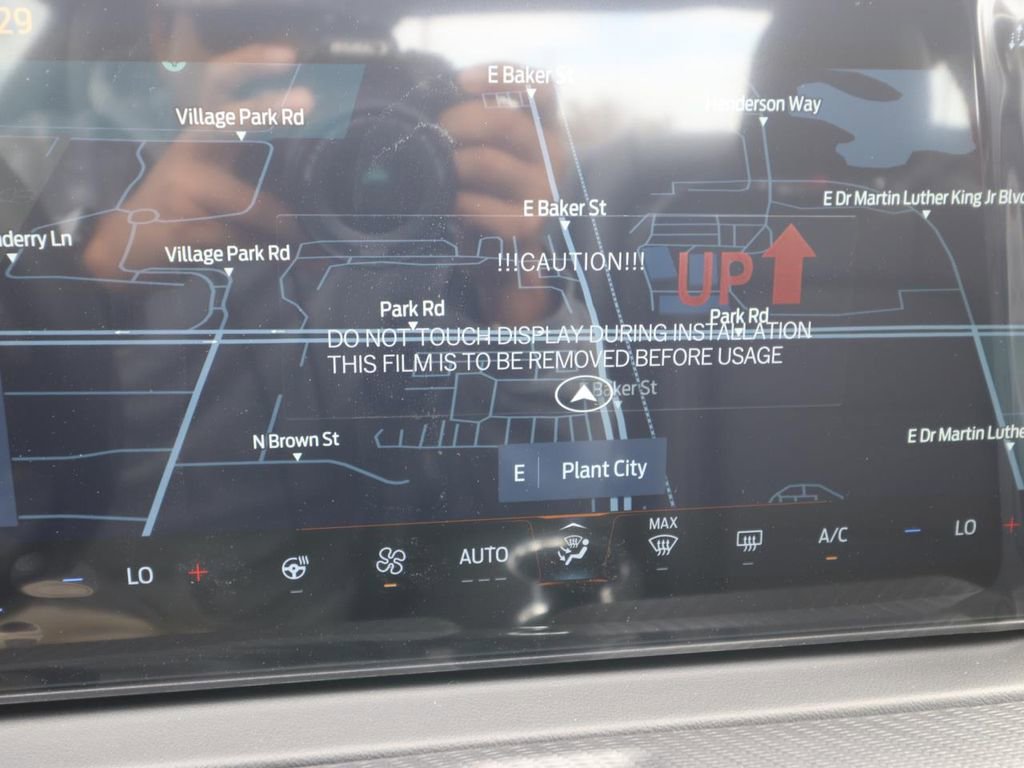 29
E Baker St
Village Park Rd
Henderson Way
E Dr Martin Luther King Jr Blvd
E Baker St
derry Ln
Village Park Rd
!!!CAUTION!!!
UP
Park Rd
Park Rd
DO NOT TOUCH DISPLAY DURING INSTALLATION
THIS FILM IS TO BE REMOVED BEFORE USAGE
Baker St
N Brown St
E Dr Martin Luthe
E Plant City
LO
AUTO
MAX
A/C
LO